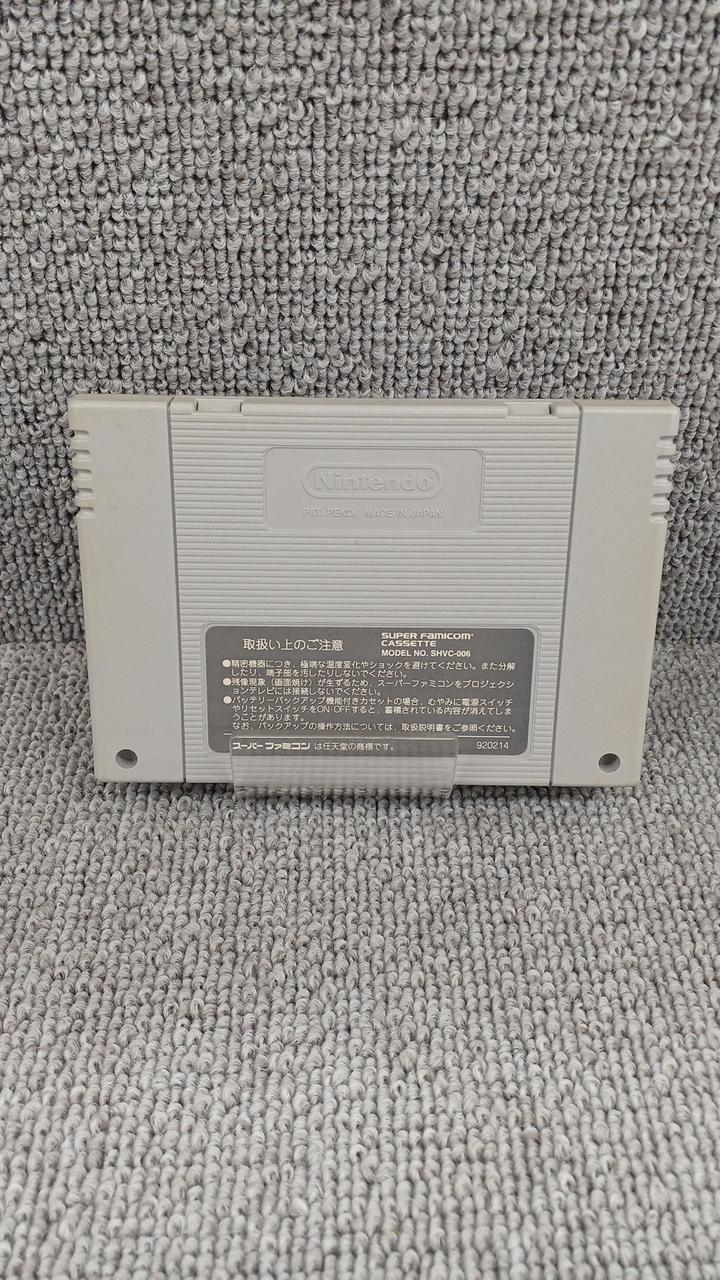 Nintendo
PAT. PEND. MADE IN JAPAN
取扱い上のご注意
SUPER FAMICOM
CASSETTE
MODEL NO. SHVC-006
●精密機器につき、極端な温度変化やショックを避けてください。また分解
したり、端子部を汚したりしないでください。
●残像現象（画面焼け）が生ずるため、スーパーファミコンをプロジェクシ
ョンテレビには接続しないでください。
●バッテリーバックアップ機能付きカセットの場合、むやみに電源スイッチ
やリセットスイッチをON・OFFすると、蓄積されている内容が消えてしま
うことがあります。
なお、バックアップの操作方法については、取扱説明書をご参照ください。
スーパーファミコンは任天堂の商標です。
920214